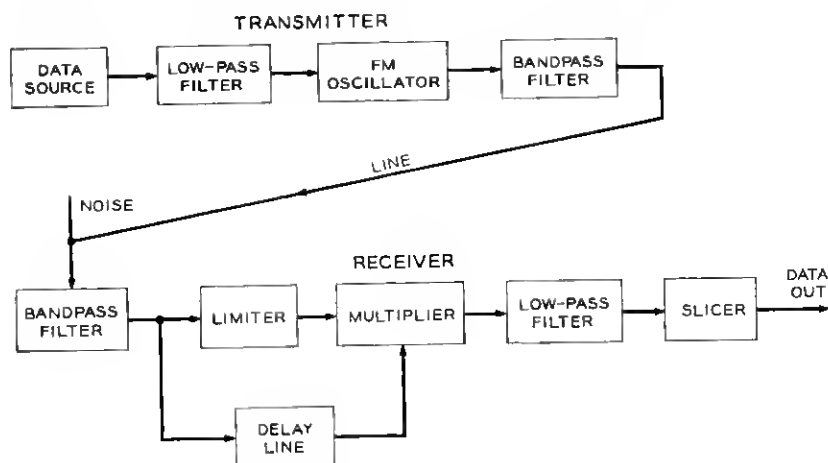 TRANSMITTER
DATA
SOURCE
LOW-PASS
FILTER
FM
OSCILLATOR
BANDPASS
FILTER
LINE
NOISE
RECEIVER
BANDPASS
FILTER
LIMITER
MULTIPLIER
LOW-PASS
FILTER
SLICER
DATA
OUT
DELAY
LINE